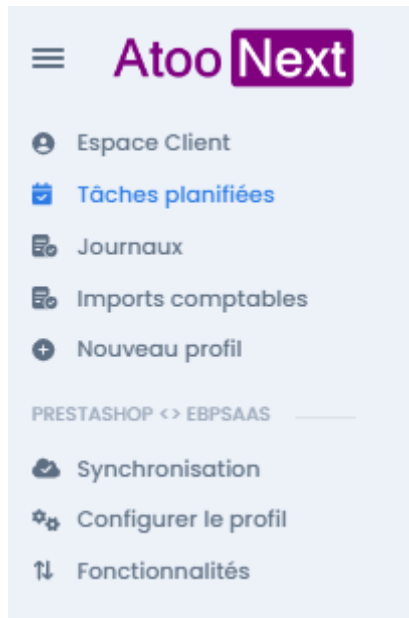 Atoo Next
Espace Client
Tâches planifiées
Journaux
Imports comptables
Nouveau profil
PRESTASHOP <> EBPSAAS
Synchronisation
Configurer le profil
Fonctionnalités